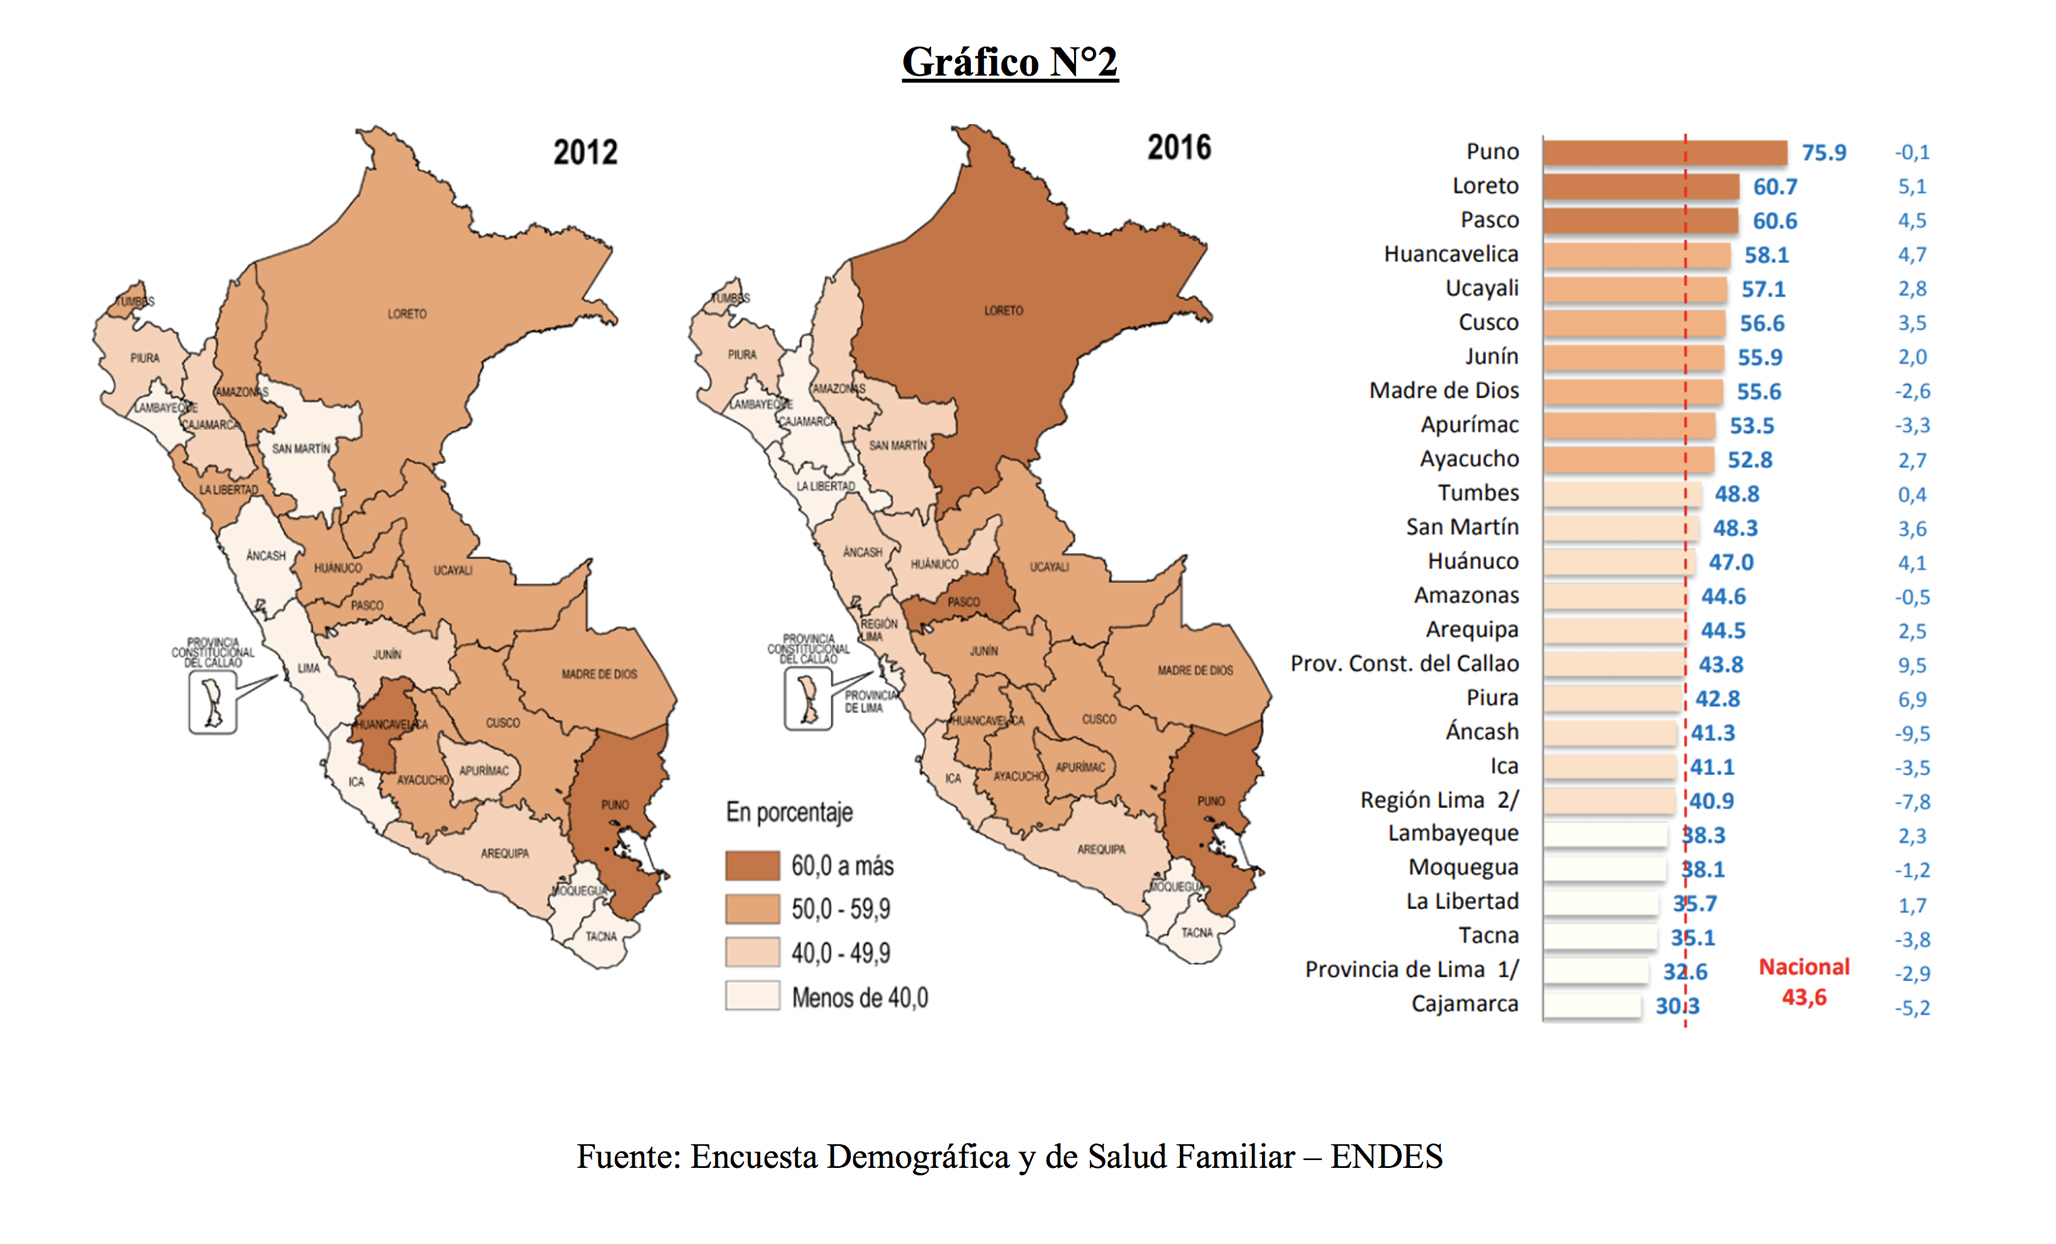 Gráfico N°2
2012
TUMBES
LORETO
PIURA
AMAZONAS
LAMBAYEQUE
CAJAMARCA
SAN MARTÍN
LA LIBERTAD
ÁNCASH
HUÁNUCO
UCAYALI
PASCO
PROVINCIA
CONSTITUCIONAL
DEL CALLAO
LIMA
JUNÍN
MADRE DE DIOS
HUANCAVELICA
CUSCO
ICA
AYACUCHO
APURÍMAC
PUNO
AREQUIPA
MOQUEGUA
TACNA
2016
TUMBES
LORETO
PIURA
AMAZONAS
LAMBAYEQUE
CAJAMARCA
SAN MARTÍN
LA LIBERTAD
ÁNCASH
HUÁNUCO
UCAYALI
PASCO
REGIÓN
LIMA
PROVINCIA
CONSTITUCIONAL
DEL CALLAO
JUNÍN
MADRE DE DIOS
PROVINCIA
DE LIMA
HUANCAVELICA
CUSCO
ICA
AYACUCHO
APURÍMAC
PUNO
AREQUIPA
MOQUEGUA
TACNA
En porcentaje
60,0 a más
50,0 - 59,9
40,0 - 49,9
Menos de 40,0
Puno 75.9 -0,1
Loreto 60.7 5,1
Pasco 60.6 4,5
Huancavelica 58.1 4,7
Ucayali 57.1 2,8
Cusco 56.6 3,5
Junín 55.9 2,0
Madre de Dios 55.6 -2,6
Apurímac 53.5 -3,3
Ayacucho 52.8 2,7
Tumbes 48.8 0,4
San Martín 48.3 3,6
Huánuco 47.0 4,1
Amazonas 44.6 -0,5
Arequipa 44.5 2,5
Prov. Const. del Callao 43.8 9,5
Piura 42.8 6,9
Áncash 41.3 -9,5
Ica 41.1 -3,5
Región Lima 2/ 40.9 -7,8
Lambayeque 38.3 2,3
Moquegua 38.1 -1,2
La Libertad 35.7 1,7
Tacna 35.1 -3,8
Provincia de Lima 1/ 32.6 -2,9
Cajamarca 30.3 -5,2
Nacional
43,6
Fuente: Encuesta Demográfica y de Salud Familiar – ENDES